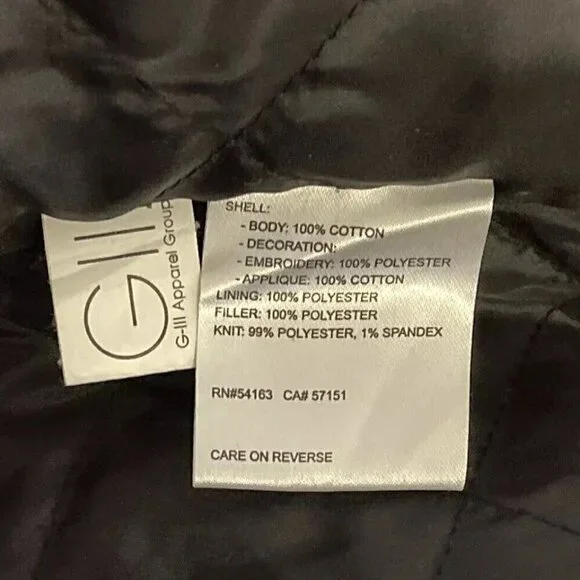 G-III
G-III Apparel Group
SHELL:
- BODY: 100% COTTON
- DECORATION:
- EMBROIDERY: 100% POLYESTER
- APPLIQUE: 100% COTTON
LINING: 100% POLYESTER
FILLER: 100% POLYESTER
KNIT: 99% POLYESTER, 1% SPANDEX
RN#54163 CA# 57151
CARE ON REVERSE